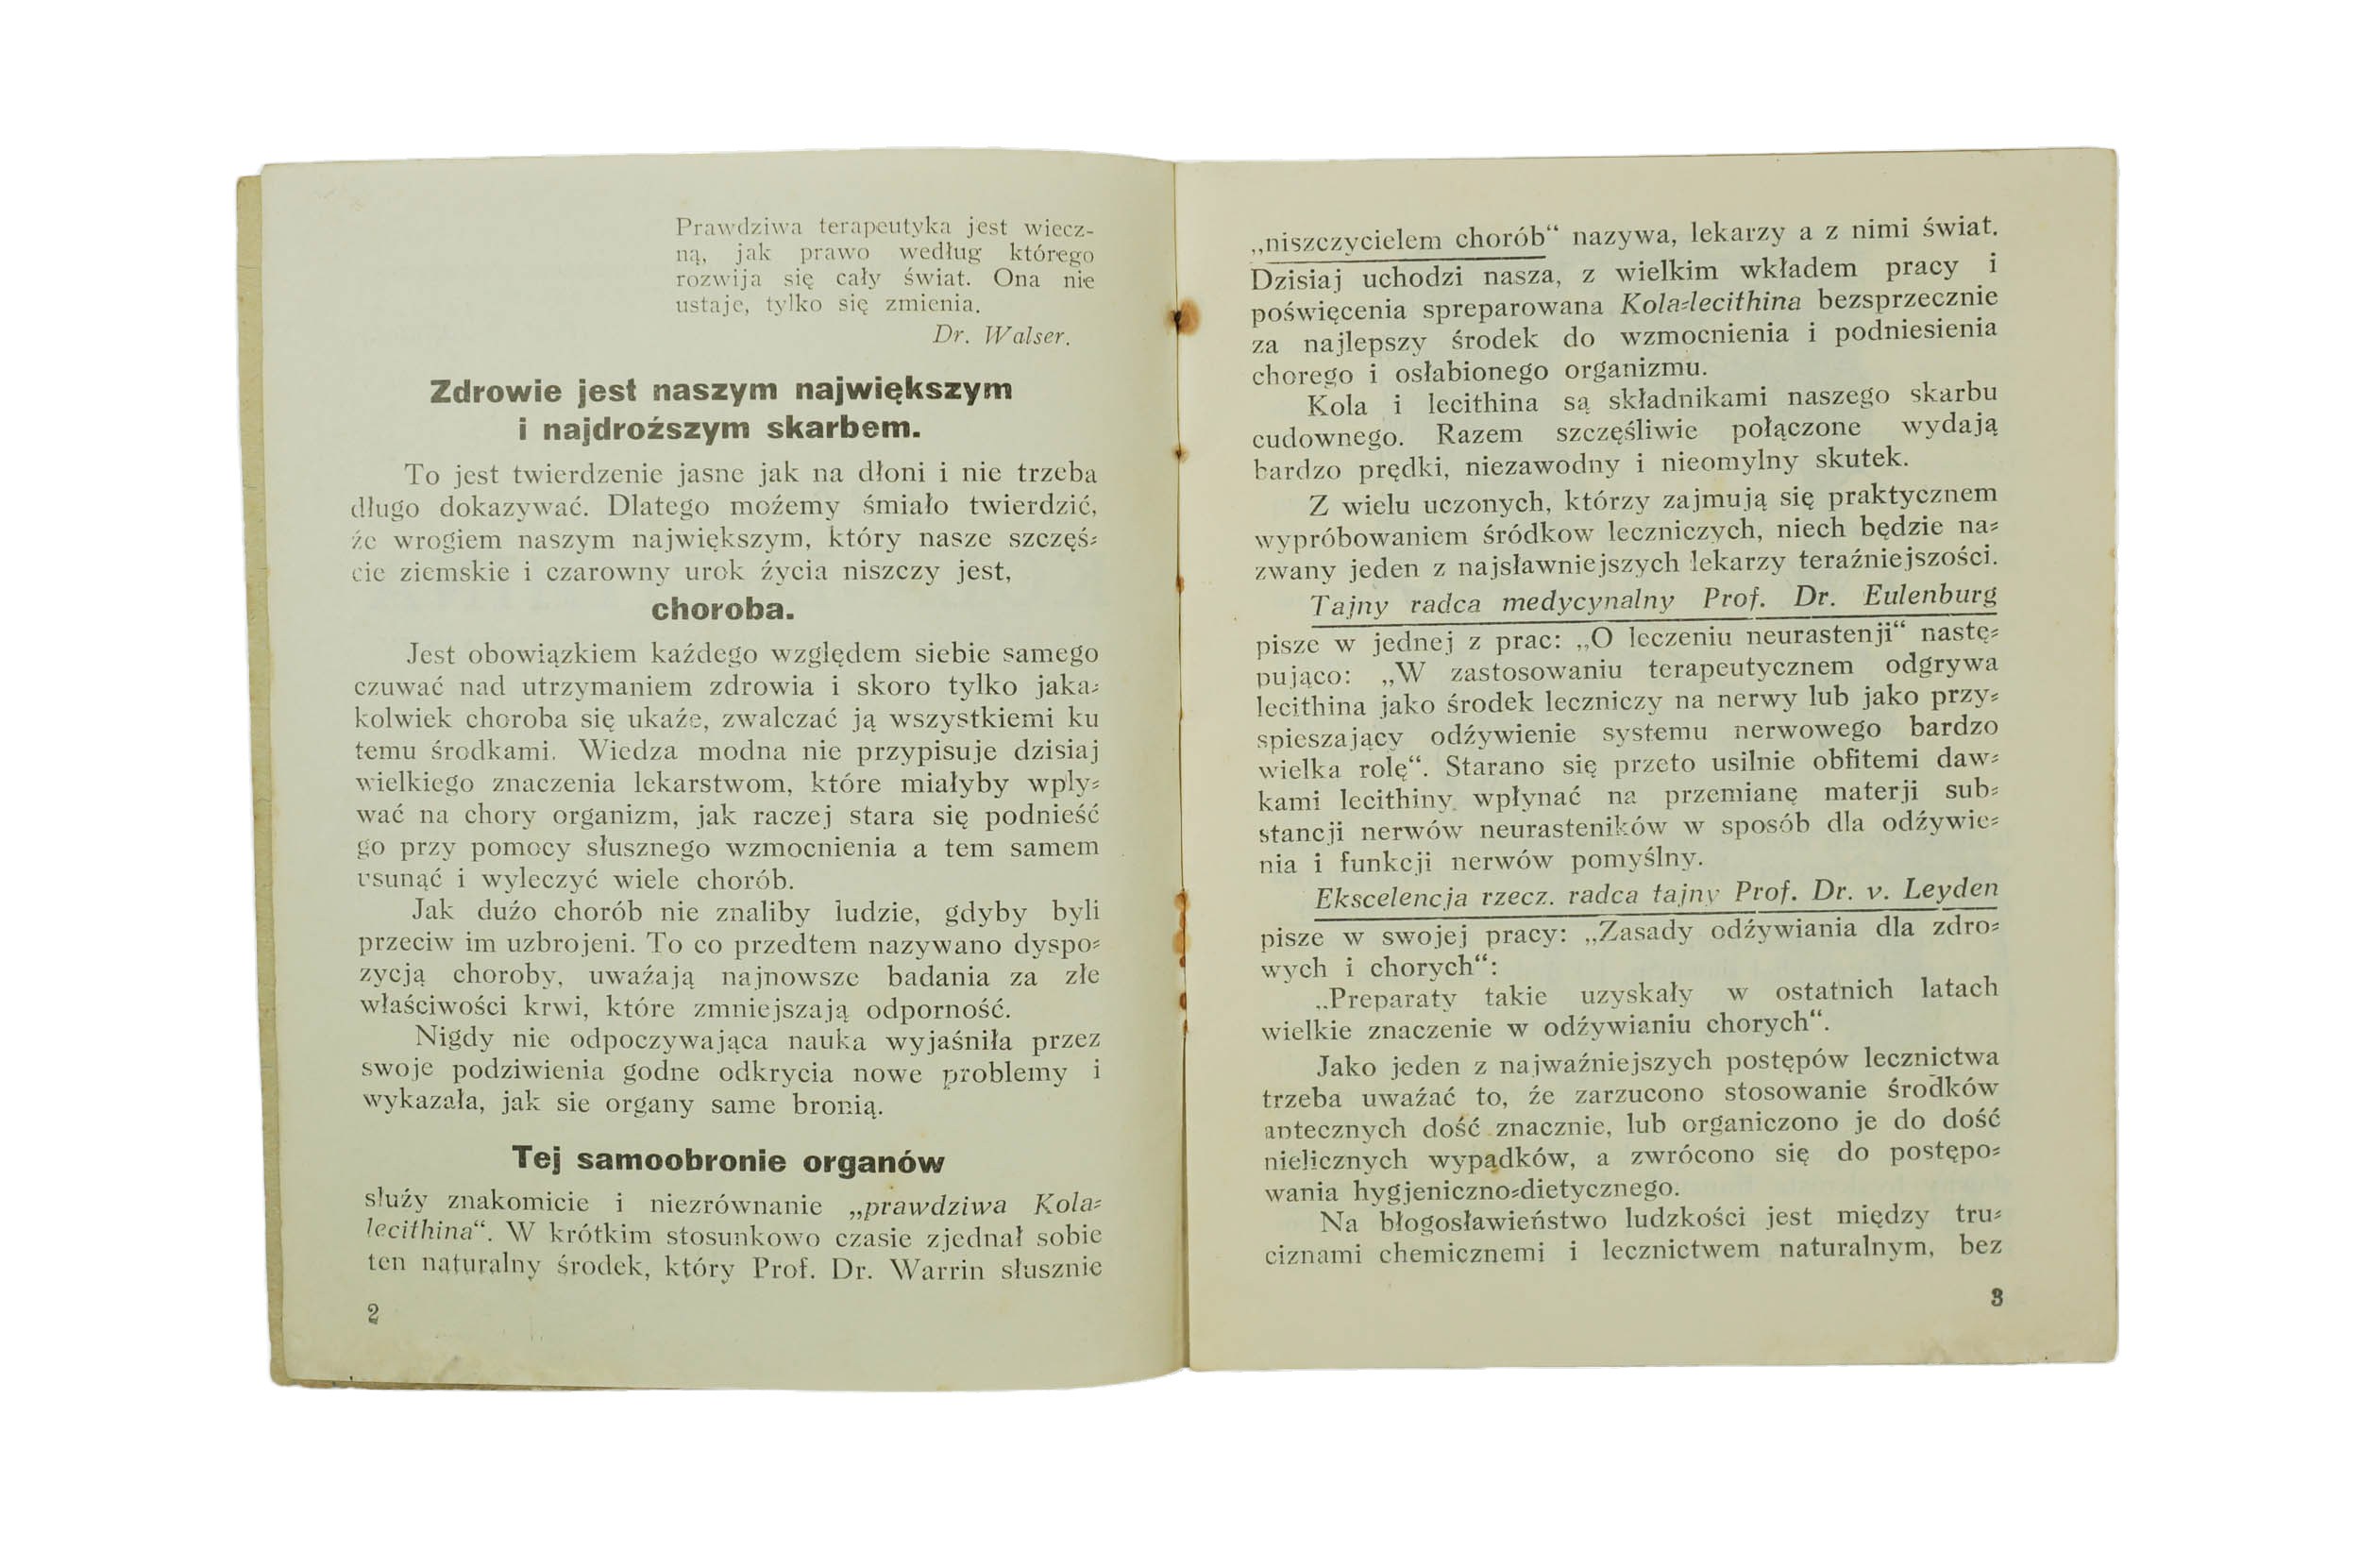 Prawdziwa terapeutyka jest wiecz-
ną, jak prawo według którego
rozwija się cały świat. Ona nie
ustaje, tylko się zmienia.
Dr. Walser.
Zdrowie jest naszym największym
i najdroższym skarbem.
To jest twierdzenie jasne jak na dłoni i nie trzeba
długo dokazywać. Dlatego możemy śmiało twierdzić,
że wrogiem naszym największym, który nasze szczęś-
cie ziemskie i czarowny urok życia niszczy jest,
choroba.
Jest obowiązkiem każdego względem siebie samego
czuwać nad utrzymaniem zdrowia i skoro tylko jaka-
kolwiek choroba się ukaże, zwalczać ją wszystkiemi ku
temu środkami. Wiedza modna nie przypisuje dzisiaj
wielkiego znaczenia lekarstwom, które miałyby wply-
wać na chory organizm, jak raczej stara się podnieść
go przy pomocy słusznego wzmocnienia a tem samem
usunąć i wyleczyć wiele chorób.
Jak dużo chorób nie znaliby ludzie, gdyby byli
przeciw im uzbrojeni. To co przedtem nazywano dyspo-
zycją choroby, uważają najnowsze badania za złe
właściwości krwi, które zmniejszają odporność.
Nigdy nie odpoczywająca nauka wyjaśniła przez
swoje podziwienia godne odkrycia nowe problemy i
wykazała, jak sie organy same bronią.
Tej samoobronie organów
służy znakomicie i niezrównanie „prawdziwa Kola-
lecithina“. W krótkim stosunkowo czasie zjednał sobie
ten naturalny środek, który Prof. Dr. Warrin słusznie
2
„niszczycielem chorób“ nazywa, lekarzy a z nimi świat.
Dzisiaj uchodzi nasza, z wielkim wkładem pracy i
poświęcenia spreparowana Kola-lecithina bezsprzecznie
za najlepszy środek do wzmocnienia i podniesienia
chorego i osłabionego organizmu.
Kola i lecithina są składnikami naszego skarbu
cudownego. Razem szczęśliwie połączone wydają
bardzo prędki, niezawodny i nieomylny skutek.
Z wielu uczonych, którzy zajmują się praktycznem
wypróbowaniem śródkow leczniczych, niech będzie na-
zwany jeden z najsławniejszych lekarzy teraźniejszości.
Tajny radca medycynalny Prof. Dr. Eulenburg
pisze w jednej z prac: „O leczeniu neurastenji“ nastę-
pująco: „W zastosowaniu terapeutycznem odgrywa
lecithina jako środek leczniczy na nerwy lub jako przy-
spieszający odżywienie systemu nerwowego bardzo
wielka rolę“. Starano się przeto usilnie obfitemi daw-
kami lecithiny wpłynać na przemianę materji sub-
stancji nerwów neurasteników w sposób dla odżywie-
nia i funkcji nerwów pomyślny.
Ekscelencja rzecz. radca tajny Prof. Dr. v. Leyden
pisze w swojej pracy: „Zasady odżywiania dla zdro-
wych i chorych“:
„Preparaty takie uzyskały w ostatnich latach
wielkie znaczenie w odżywianiu chorych“.
Jako jeden z najważniejszych postępów lecznictwa
trzeba uważać to, że zarzucono stosowanie środków
aptecznych dość znacznie, lub organiczono je do dość
nielicznych wypadków, a zwrócono się do postępo-
wania hygjeniczno-dietycznego.
Na błogosławieństwo ludzkości jest między tru-
ciznami chemicznemi i lecznictwem naturalnym, bez
3